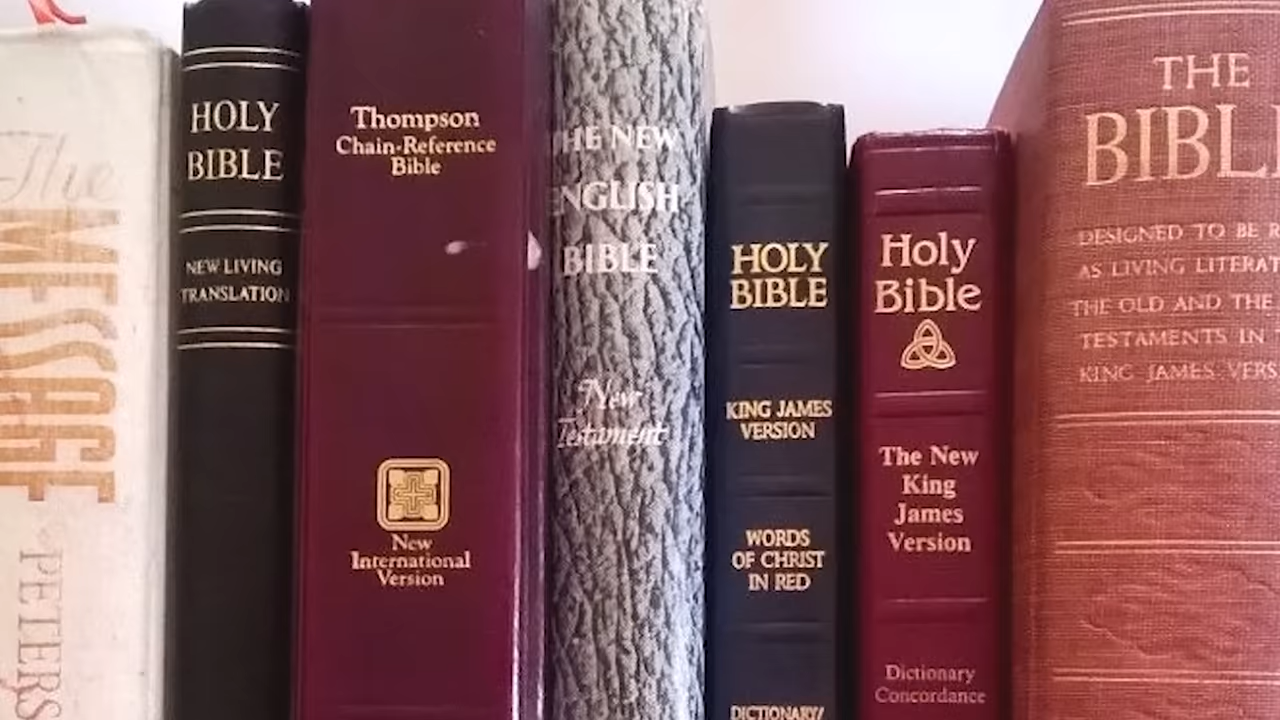 The
MESSAGE
PETERS
HOLY
BIBLE
NEW LIVING
TRANSLATION
Thompson
Chain-Reference
Bible
New
International
Version
HE NEW
ENGLISH
BIBLE
New
Testament
HOLY
BIBLE
KING JAMES
VERSION
WORDS
OF CHRIST
IN RED
DICTIONARY/
Holy
Bible
The New
King
James
Version
Dictionary
Concordance
THE
BIBL
DESIGNED TO BE R
AS LIVING LITERAT
THE OLD AND THE
TESTAMENTS IN
KING JAMES VERS